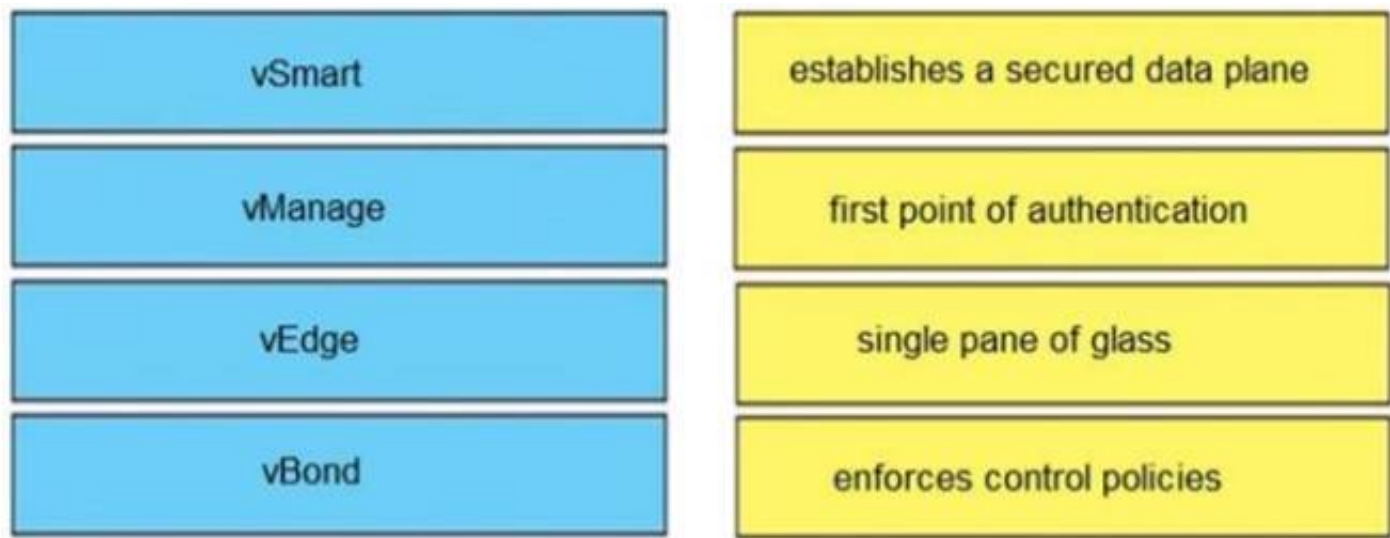 vSmart
establishes a secured data plane
vManage
first point of authentication
vEdge
single pane of glass
vBond
enforces control policies